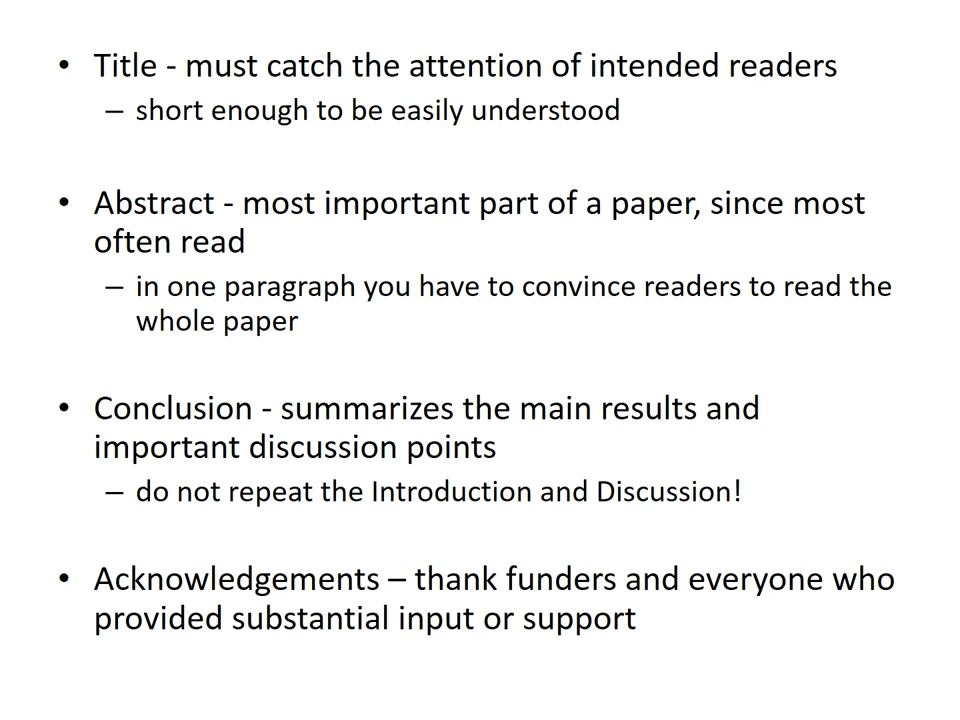 • Title - must catch the attention of intended readers
– short enough to be easily understood
• Abstract - most important part of a paper, since most
often read
– in one paragraph you have to convince readers to read the
whole paper
• Conclusion - summarizes the main results and
important discussion points
– do not repeat the Introduction and Discussion!
• Acknowledgements – thank funders and everyone who
provided substantial input or support